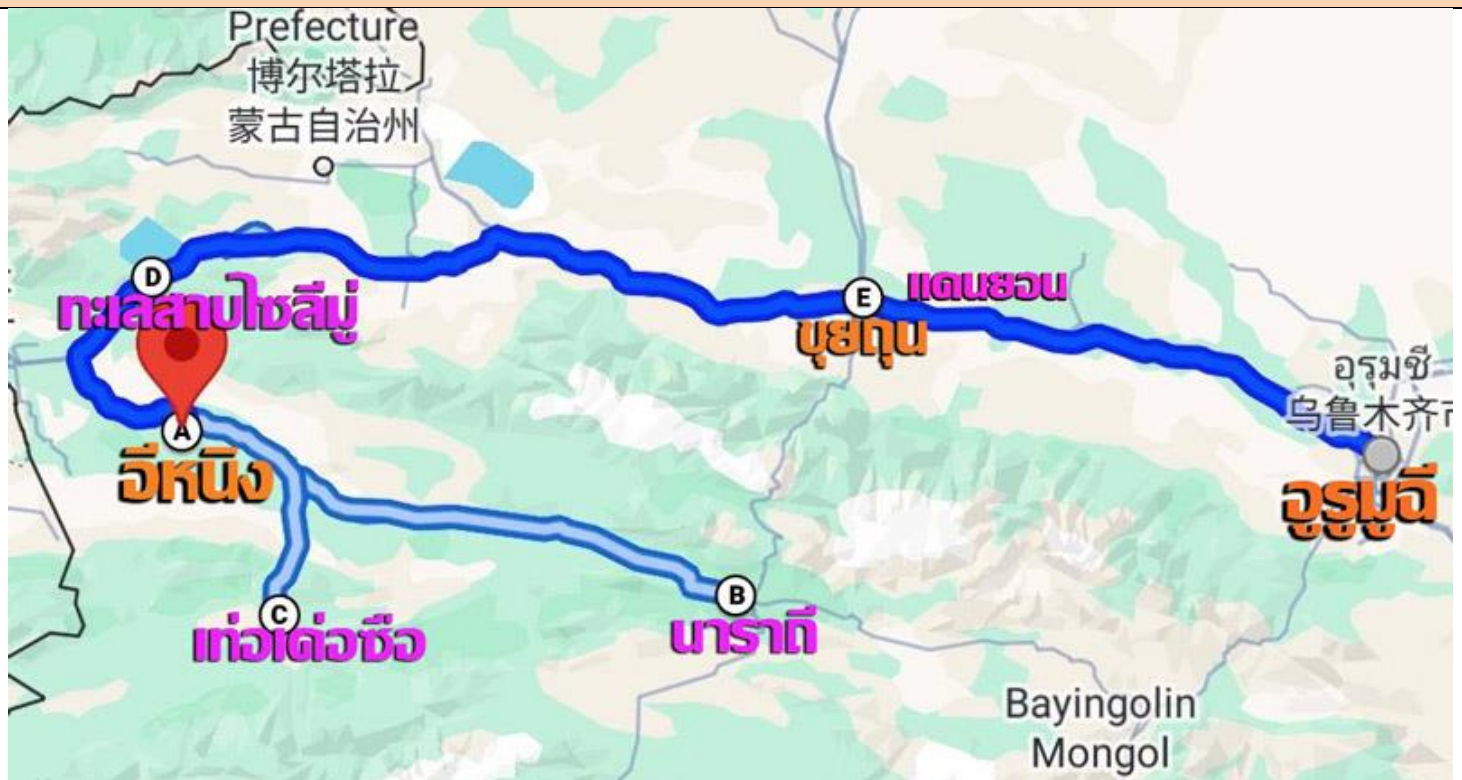 Prefecture
博尔塔拉
蒙古自治州
D
ทะเลสาบไซลีมู่
E
แดนยอน
ขุยถุน
อุรุมชี
乌鲁木齐市
A
อีหนิง
อูรูมูฉี
B
C
นาราถี
เท่อเค่อซือ
Bayingolin
Mongol